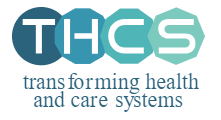 THCS
transforming health
and care systems